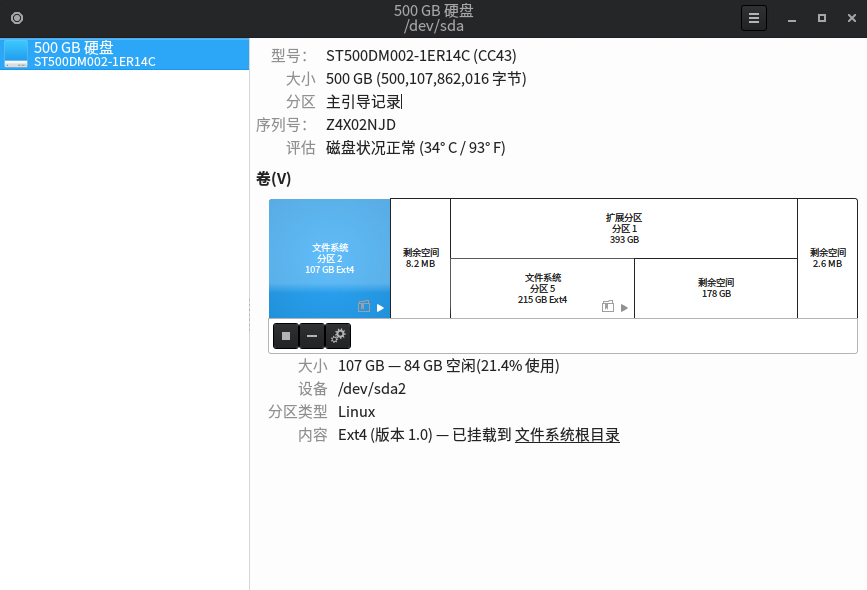 500 GB 硬盘
/dev/sda
500 GB 硬盘
ST500DM002-1ER14C
型号： ST500DM002-1ER14C (CC43)
大小 500 GB (500,107,862,016 字节)
分区 主引导记录
序列号： Z4X02NJD
评估 磁盘状况正常 (34° C / 93° F)
卷(V)
文件系统
分区 2
107 GB Ext4
剩余空间
8.2 MB
扩展分区
分区 1
393 GB
文件系统
分区 5
215 GB Ext4
剩余空间
178 GB
剩余空间
2.6 MB
大小 107 GB — 84 GB 空闲(21.4% 使用)
设备 /dev/sda2
分区类型 Linux
内容 Ext4 (版本 1.0) — 已挂载到 文件系统根目录